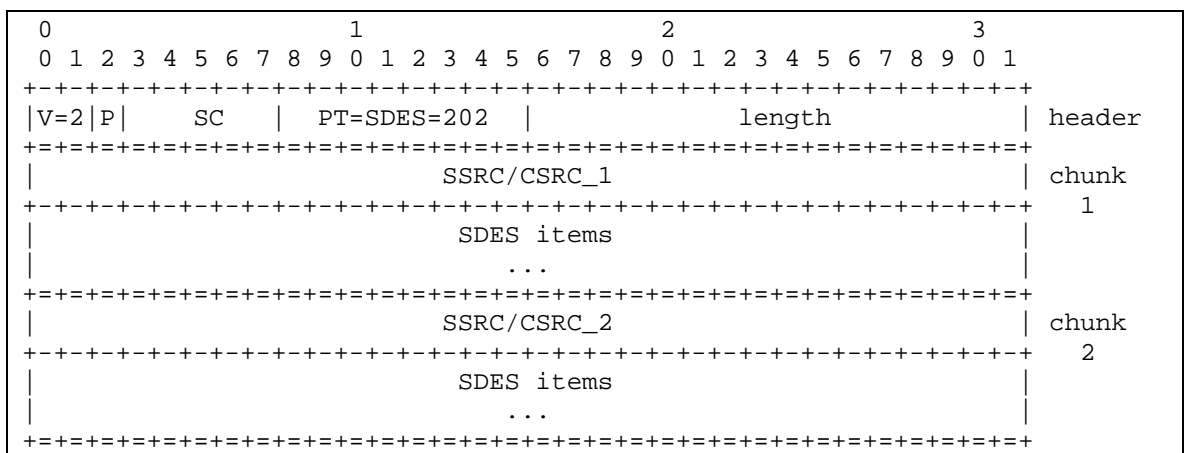 0                   1                   2                   3
 0 1 2 3 4 5 6 7 8 9 0 1 2 3 4 5 6 7 8 9 0 1 2 3 4 5 6 7 8 9 0 1
+-+-+-+-+-+-+-+-+-+-+-+-+-+-+-+-+-+-+-+-+-+-+-+-+-+-+-+-+-+-+-+-+
|V=2|P|    SC   |  PT=SDES=202  |             length            | header
+=+=+=+=+=+=+=+=+=+=+=+=+=+=+=+=+=+=+=+=+=+=+=+=+=+=+=+=+=+=+=+=+
|                          SSRC/CSRC_1                          | chunk
+-+-+-+-+-+-+-+-+-+-+-+-+-+-+-+-+-+-+-+-+-+-+-+-+-+-+-+-+-+-+-+-+   1
|                           SDES items                          |
|                              ...                              |
+=+=+=+=+=+=+=+=+=+=+=+=+=+=+=+=+=+=+=+=+=+=+=+=+=+=+=+=+=+=+=+=+
|                          SSRC/CSRC_2                          | chunk
+-+-+-+-+-+-+-+-+-+-+-+-+-+-+-+-+-+-+-+-+-+-+-+-+-+-+-+-+-+-+-+-+   2
|                           SDES items                          |
|                              ...                              |
+=+=+=+=+=+=+=+=+=+=+=+=+=+=+=+=+=+=+=+=+=+=+=+=+=+=+=+=+=+=+=+=+